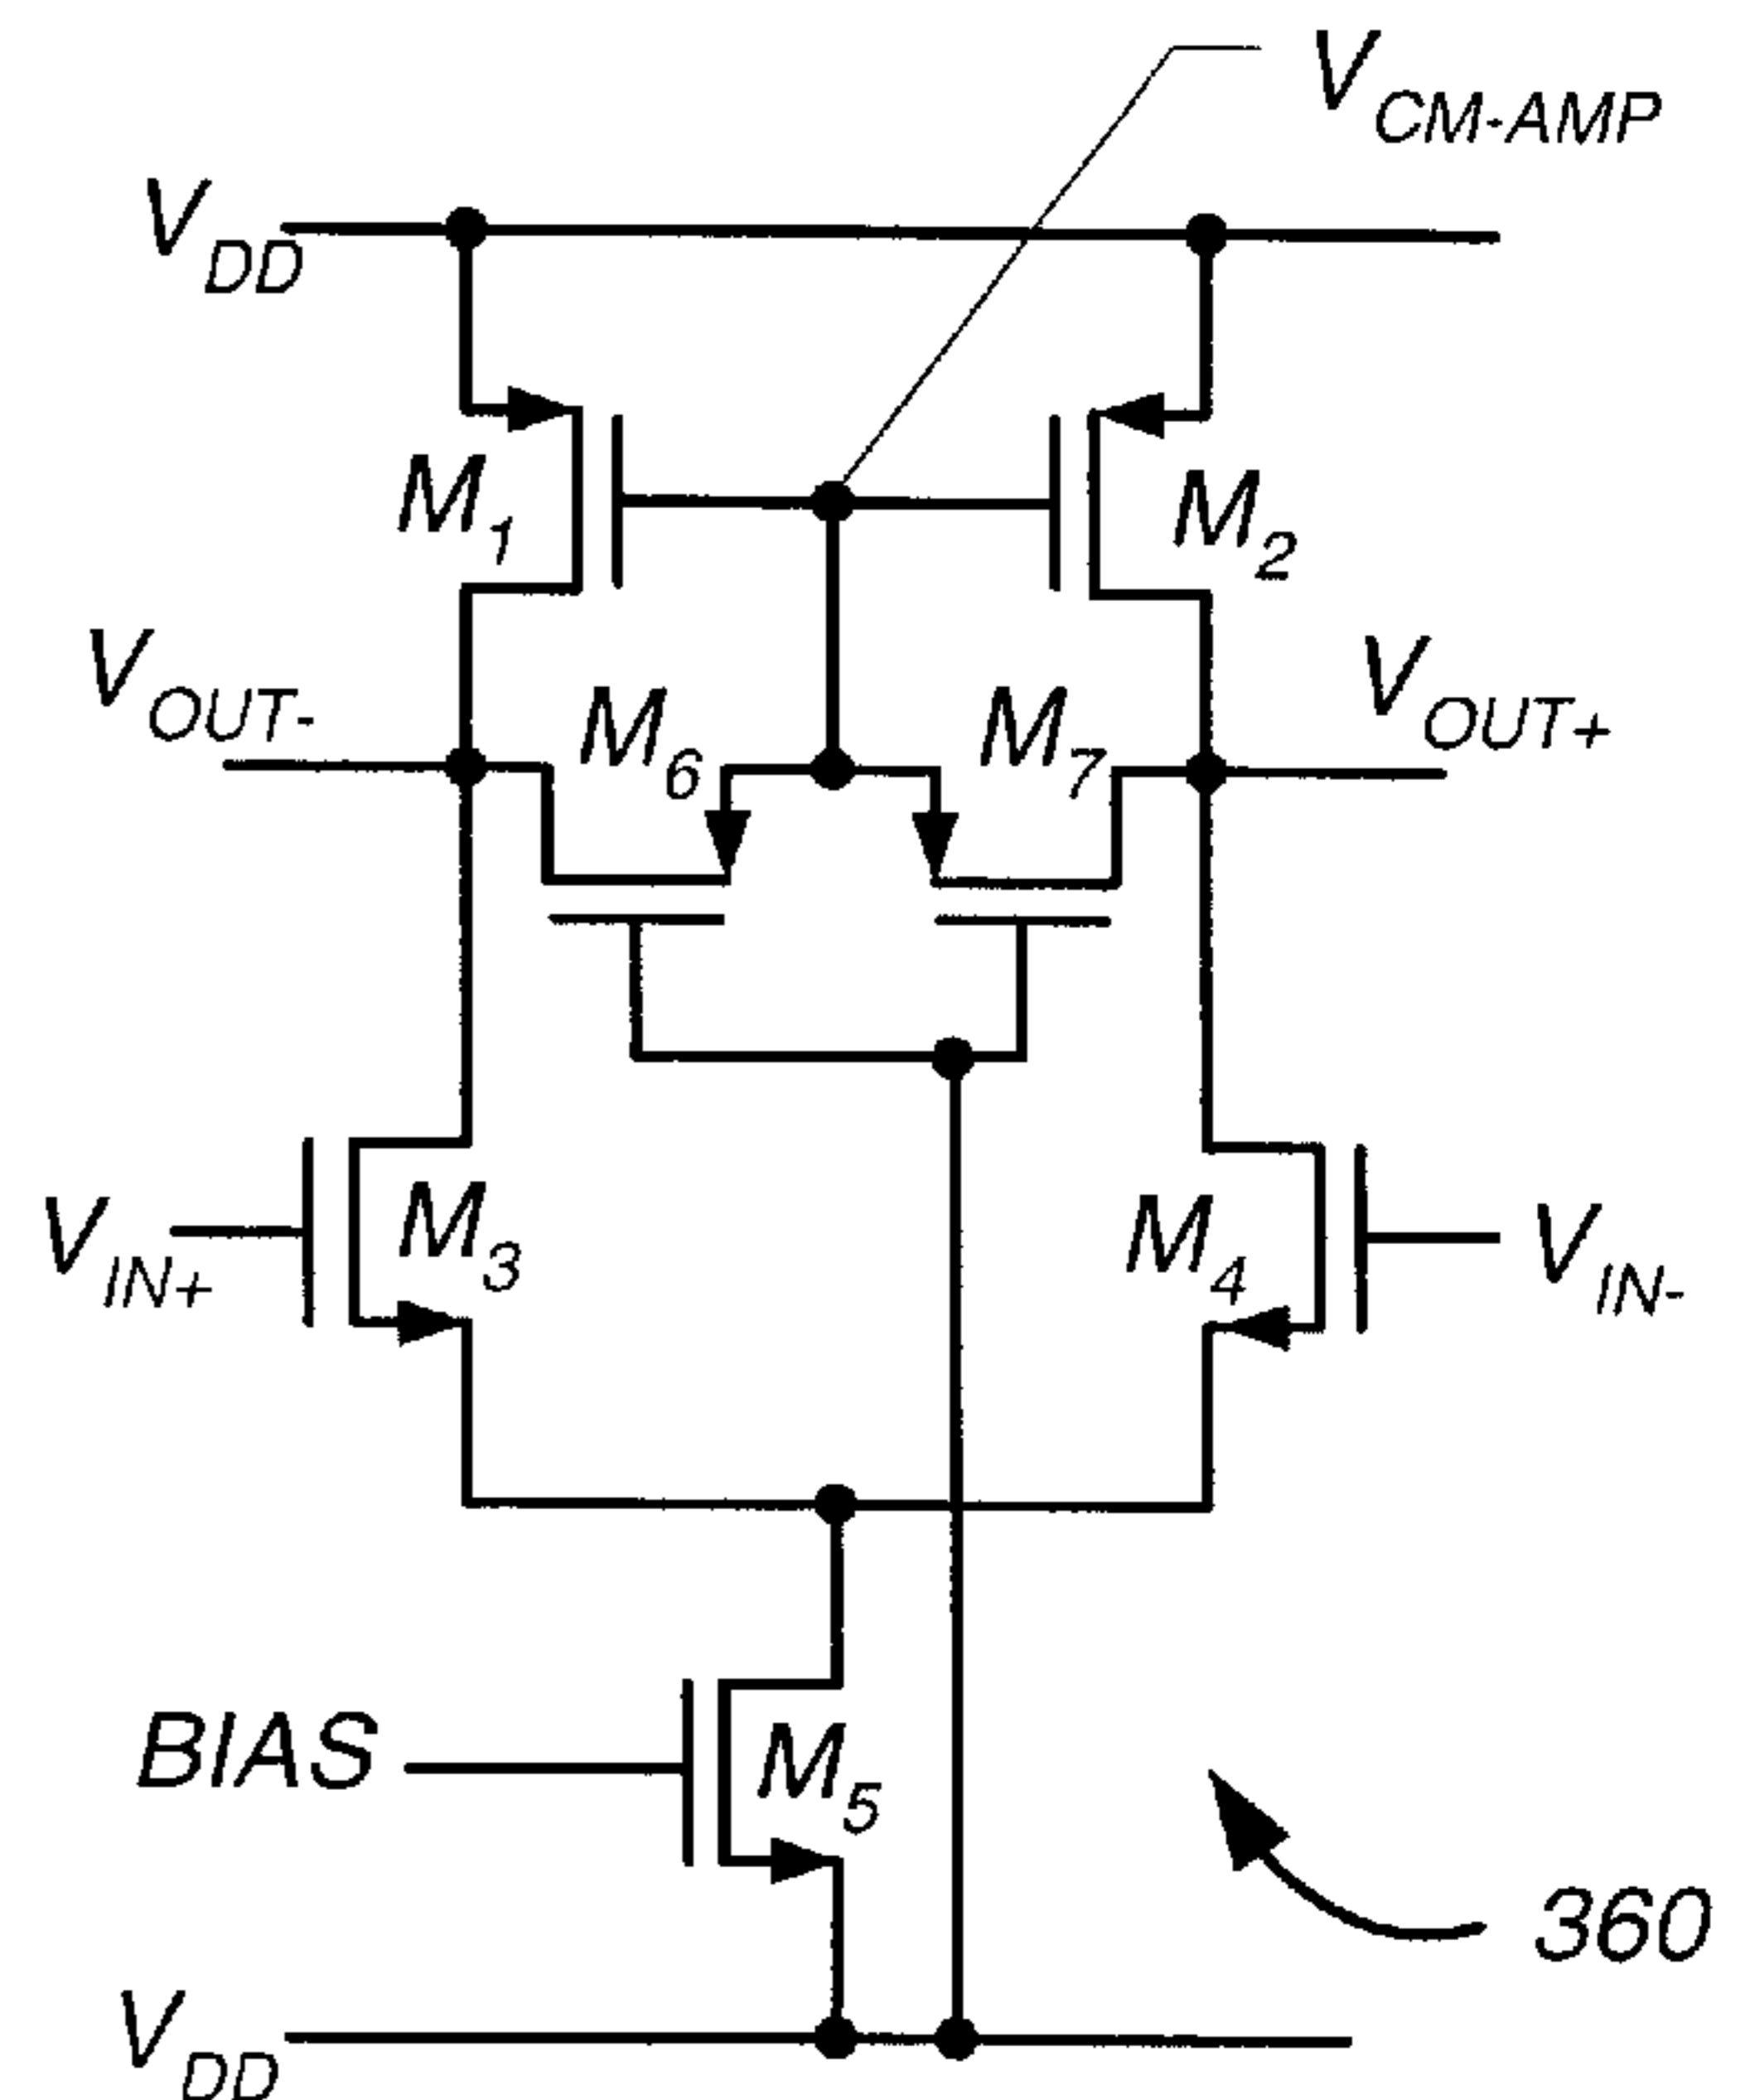 V_CM-AMP
V_DD
M_1
M_2
V_OUT-
M_6
M_7
V_OUT+
V_IN+
M_3
M_4
V_IN-
BIAS
M_5
360
V_DD